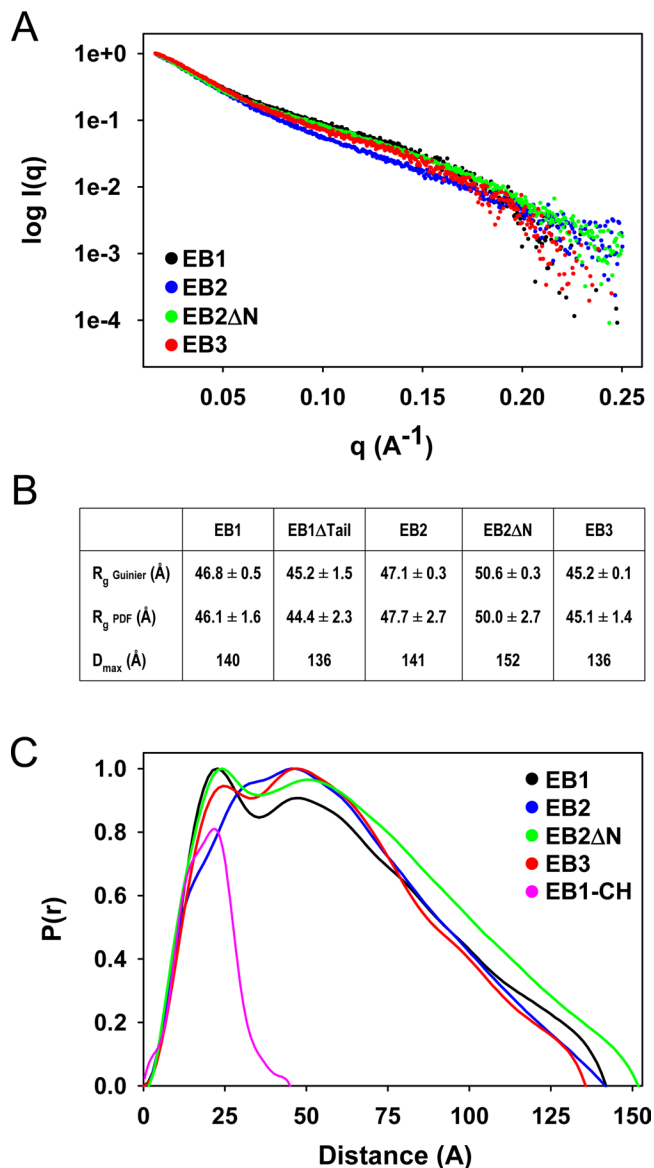 A
log I(q)
1e+0
1e-1
1e-2
1e-3
1e-4
EB1
EB2
EB2ΔN
EB3
0.05 0.10 0.15 0.20 0.25
q (A⁻¹)
B
EB1 EB1ΔTail EB2 EB2ΔN EB3
Rg Guinier (Å) 46.8 ± 0.5 45.2 ± 1.5 47.1 ± 0.3 50.6 ± 0.3 45.2 ± 0.1
Rg PDF (Å) 46.1 ± 1.6 44.4 ± 2.3 47.7 ± 2.7 50.0 ± 2.7 45.1 ± 1.4
Dmax (Å) 140 136 141 152 136
C
P(r)
1.0
0.8
0.6
0.4
0.2
0.0
EB1
EB2
EB2ΔN
EB3
EB1-CH
0 25 50 75 100 125 150
Distance (A)